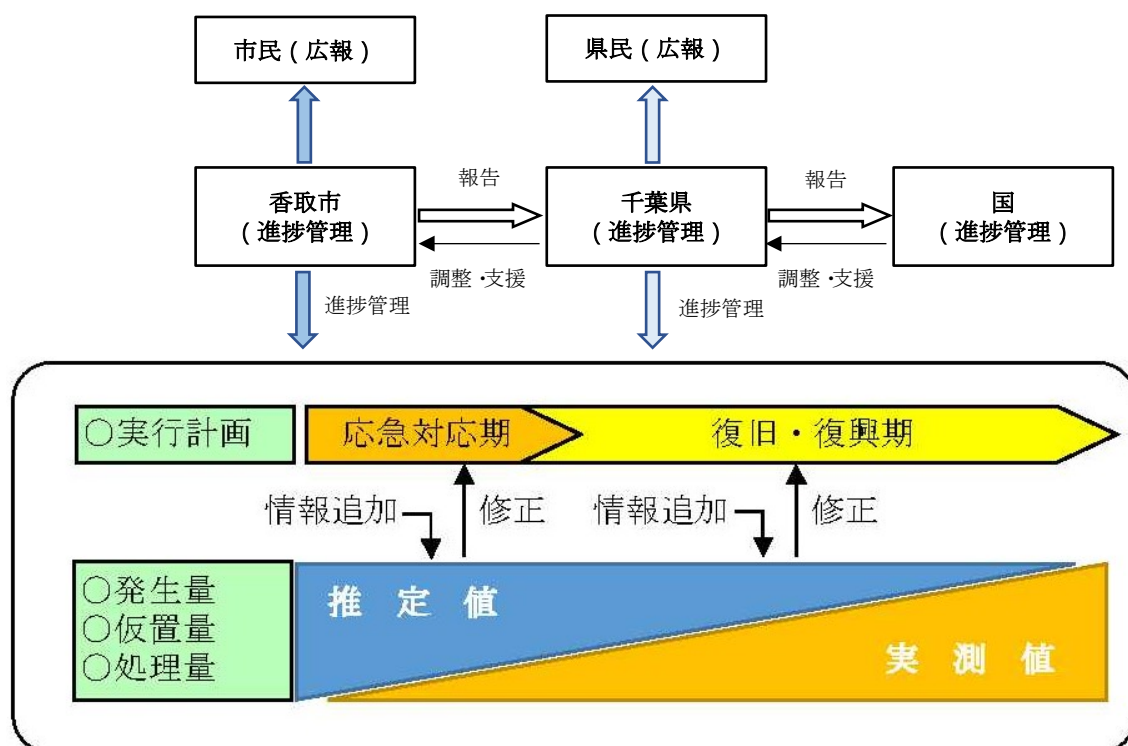 市民(広報)
県民(広報)
香取市
(進捗管理)
報告
調整・支援
千葉県
(進捗管理)
報告
調整・支援
国
(進捗管理)
進捗管理
進捗管理
○実行計画
応急対応期
復旧・復興期
情報追加
修正
情報追加
修正
○発生量
○仮置量
○処理量
推定値
実測値